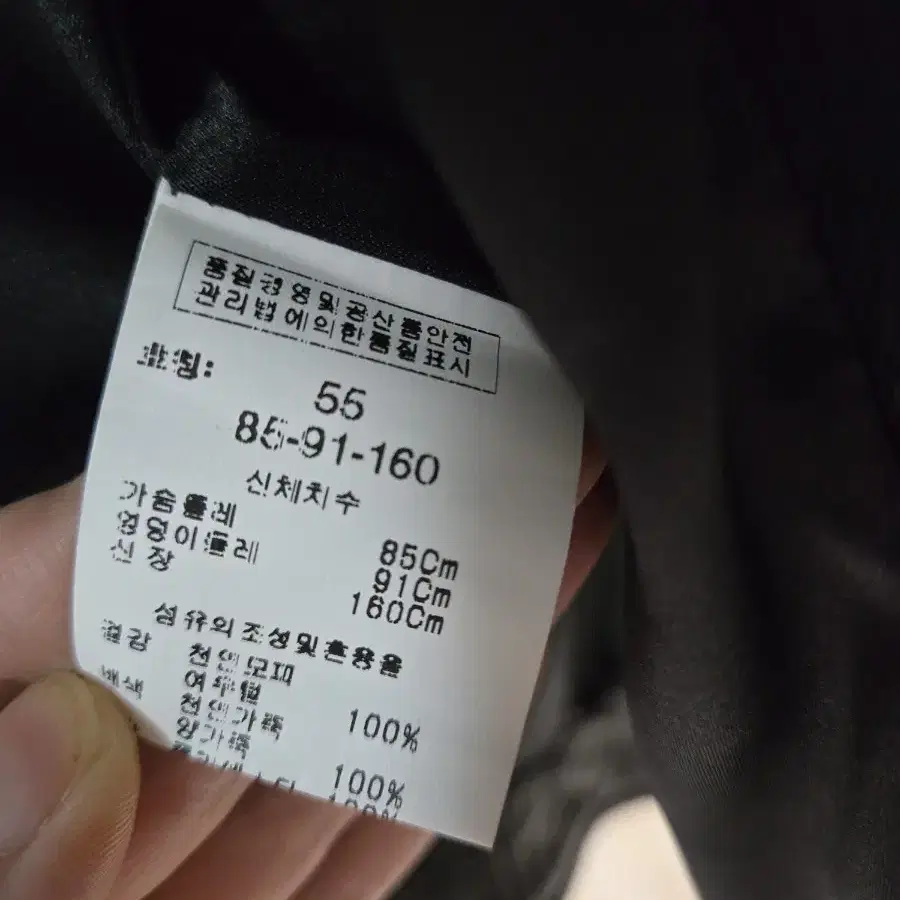 품질경영및공산품안전
관리법에의한품질표시
호칭:
55
85-91-160
신체치수
가슴둘레 85Cm
엉덩이둘레 91Cm
신 장 160Cm
섬유의조성및혼용율
겉감 천연모피
여우털 100%
배색 천연가죽
양가죽 100%
100%